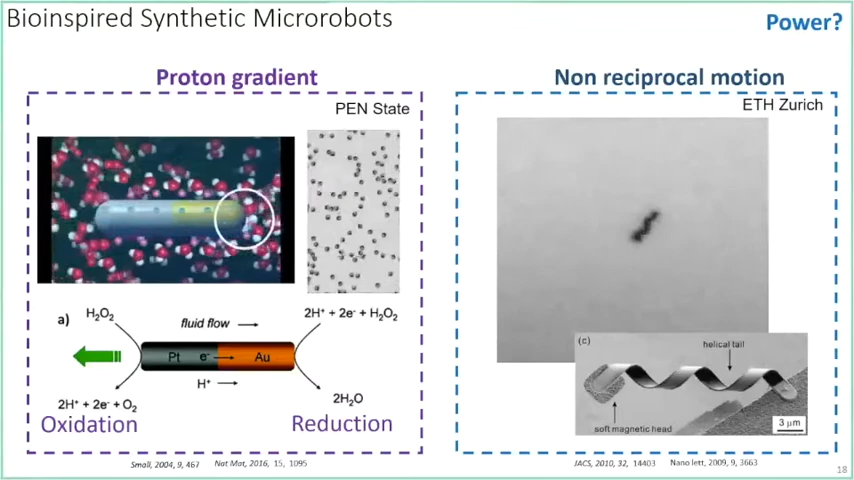 Bioinspired Synthetic Microrobots
Power?
Proton gradient
PEN State
a)
H₂O₂
fluid flow
2H⁺ + 2e⁻ + H₂O₂
Pt
e⁻
Au
H⁺
2H⁺ + 2e⁻ + O₂
2H₂O
Oxidation
Reduction
Small, 2004, 9, 467
Nat Mat, 2016, 15, 1095
Non reciprocal motion
ETH Zurich
(c)
helical tail
soft magnetic head
3 μm
JACS, 2010, 32, 14403
Nano lett, 2009, 9, 3663
18